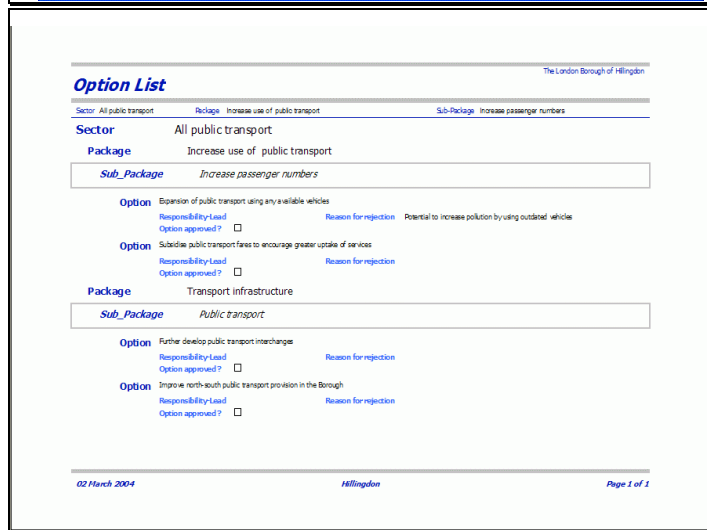 The London Borough of Hillingdon
Option List
Sector All public transport Package Increase use of public transport Sub-Package Increase passenger numbers
Sector All public transport
Package Increase use of public transport
Sub_Package Increase passenger numbers
Option Expansion of public transport using any available vehicles
Responsibility-Lead Reason for rejection Potential to increase pollution by using outdated vehicles
Option approved?
Option Subsidise public transport fares to encourage greater uptake of services
Responsibility-Lead Reason for rejection
Option approved?
Package Transport infrastructure
Sub_Package Public transport
Option Further develop public transport interchanges
Responsibility-Lead Reason for rejection
Option approved?
Option Improve north-south public transport provision in the Borough
Responsibility-Lead Reason for rejection
Option approved?
02 March 2004 Hillingdon Page 1 of 1